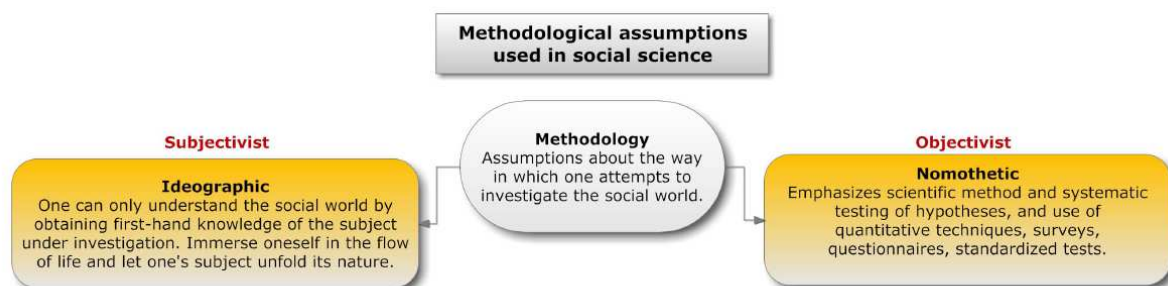 Methodological assumptions
used in social science
Subjectivist
Ideographic
One can only understand the social world by
obtaining first-hand knowledge of the subject
under investigation. Immerse oneself in the flow
of life and let one's subject unfold its nature.
Methodology
Assumptions about the way
in which one attempts to
investigate the social world.
Objectivist
Nomothetic
Emphasizes scientific method and systematic
testing of hypotheses, and use of
quantitative techniques, surveys,
questionnaires, standardized tests.